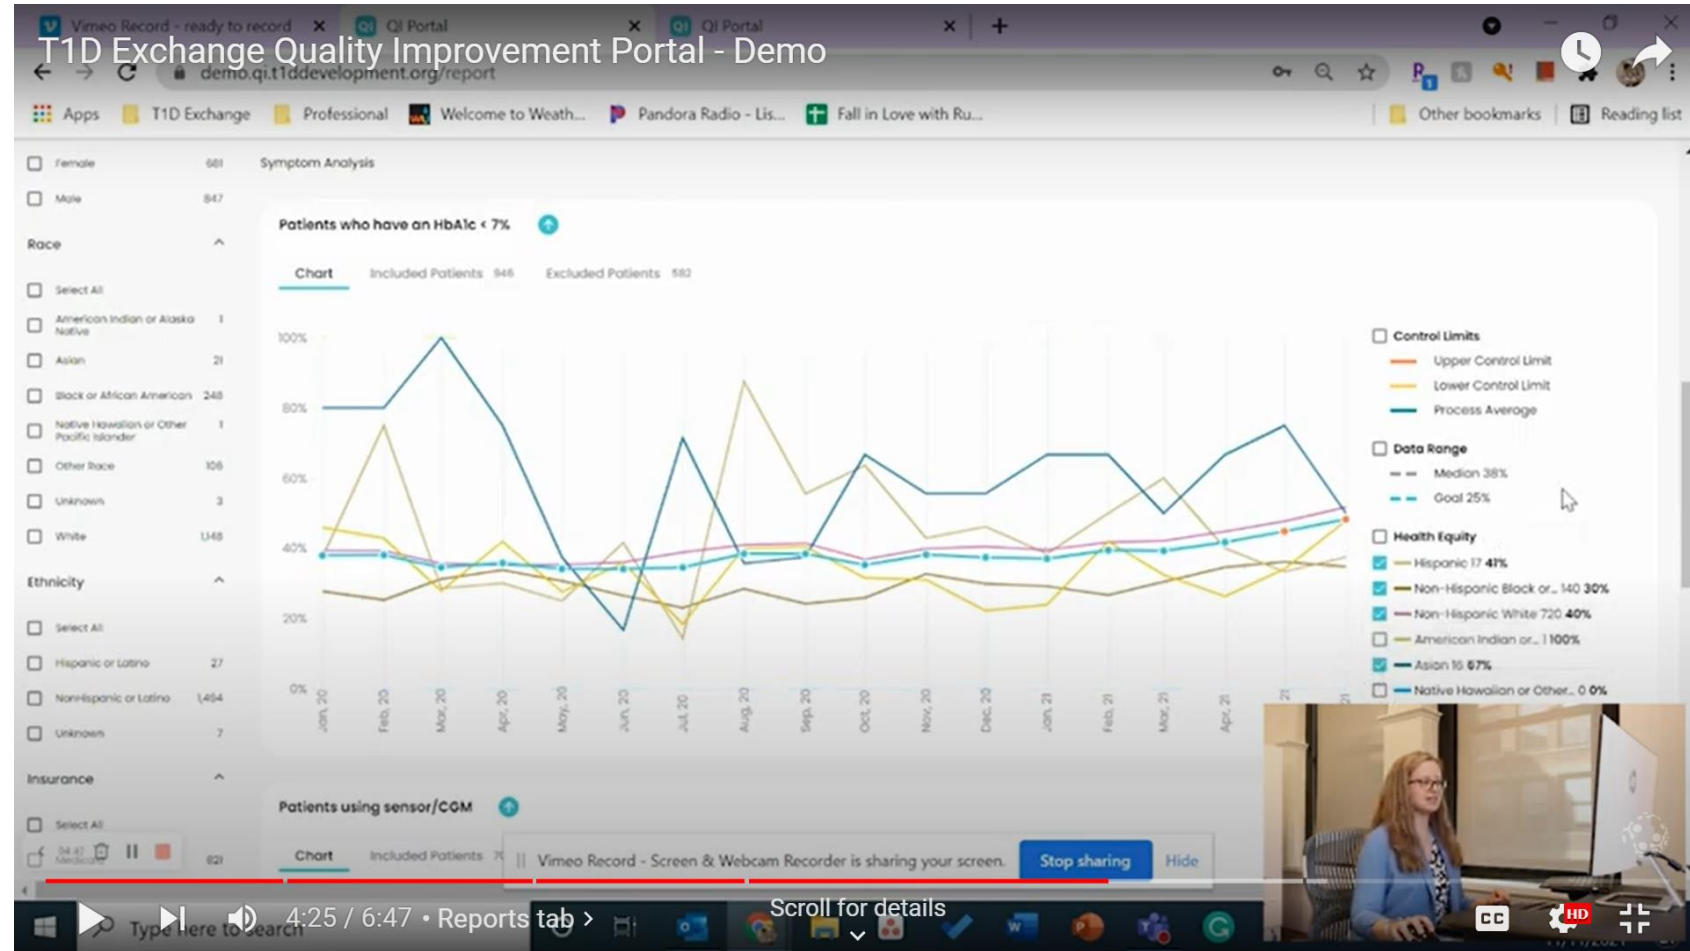 Vimeo Record - ready to record
QI Portal
QI Portal
T1D Exchange Quality Improvement Portal - Demo
demo.qi.t1ddevelopment.org/report
Apps
T1D Exchange
Professional
Welcome to Weath...
Pandora Radio - Lis...
Fall in Love with Ru...
Other bookmarks
Reading list
Female 681
Male 847
Race
Select All
American Indian or Alaska Native 1
Asian 21
Black or African American 248
Native Hawaiian or Other Pacific Islander 1
Other Race 106
Unknown 3
White 1,148
Ethnicity
Select All
Hispanic or Latino 27
NonHispanic or Latino 1,494
Unknown 7
Insurance
Select All
Medicaid 621
04:47
Symptom Analysis
Patients who have an HbA1c < 7%
Chart
Included Patients 946
Excluded Patients 582
100%
80%
60%
40%
20%
0%
Jan, 20
Feb, 20
Mar, 20
Apr, 20
May, 20
Jun, 20
Jul, 20
Aug, 20
Sep, 20
Oct, 20
Nov, 20
Dec, 20
Jan, 21
Feb, 21
Mar, 21
Apr, 21
21
21
Control Limits
Upper Control Limit
Lower Control Limit
Process Average
Data Range
Median 38%
Goal 25%
Health Equity
Hispanic 17 41%
Non-Hispanic Black or... 140 30%
Non-Hispanic White 720 40%
American Indian or... 1 100%
Asian 16 67%
Native Hawaiian or Other... 0 0%
Patients using sensor/CGM
Chart
Included Patients
Vimeo Record - Screen & Webcam Recorder is sharing your screen.
Stop sharing
Hide
4:25 / 6:47 • Reports tab >
Scroll for details
Type here to search
CC
HD